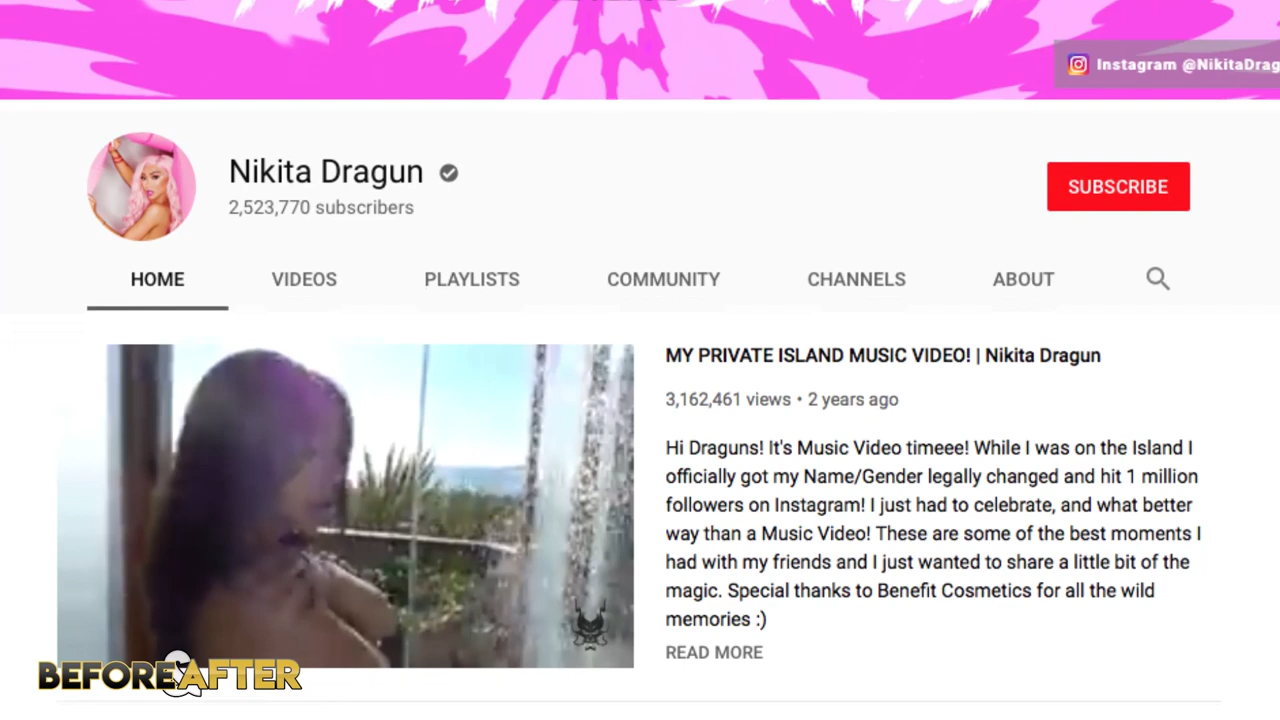 Instagram @NikitaDrag
Nikita Dragun
2,523,770 subscribers
SUBSCRIBE
HOME VIDEOS PLAYLISTS COMMUNITY CHANNELS ABOUT
MY PRIVATE ISLAND MUSIC VIDEO! | Nikita Dragun
3,162,461 views • 2 years ago
Hi Draguns! It's Music Video timeee! While I was on the Island I
officially got my Name/Gender legally changed and hit 1 million
followers on Instagram! I just had to celebrate, and what better
way than a Music Video! These are some of the best moments I
had with my friends and I just wanted to share a little bit of the
magic. Special thanks to Benefit Cosmetics for all the wild
memories :)
READ MORE
BEFORE AFTER